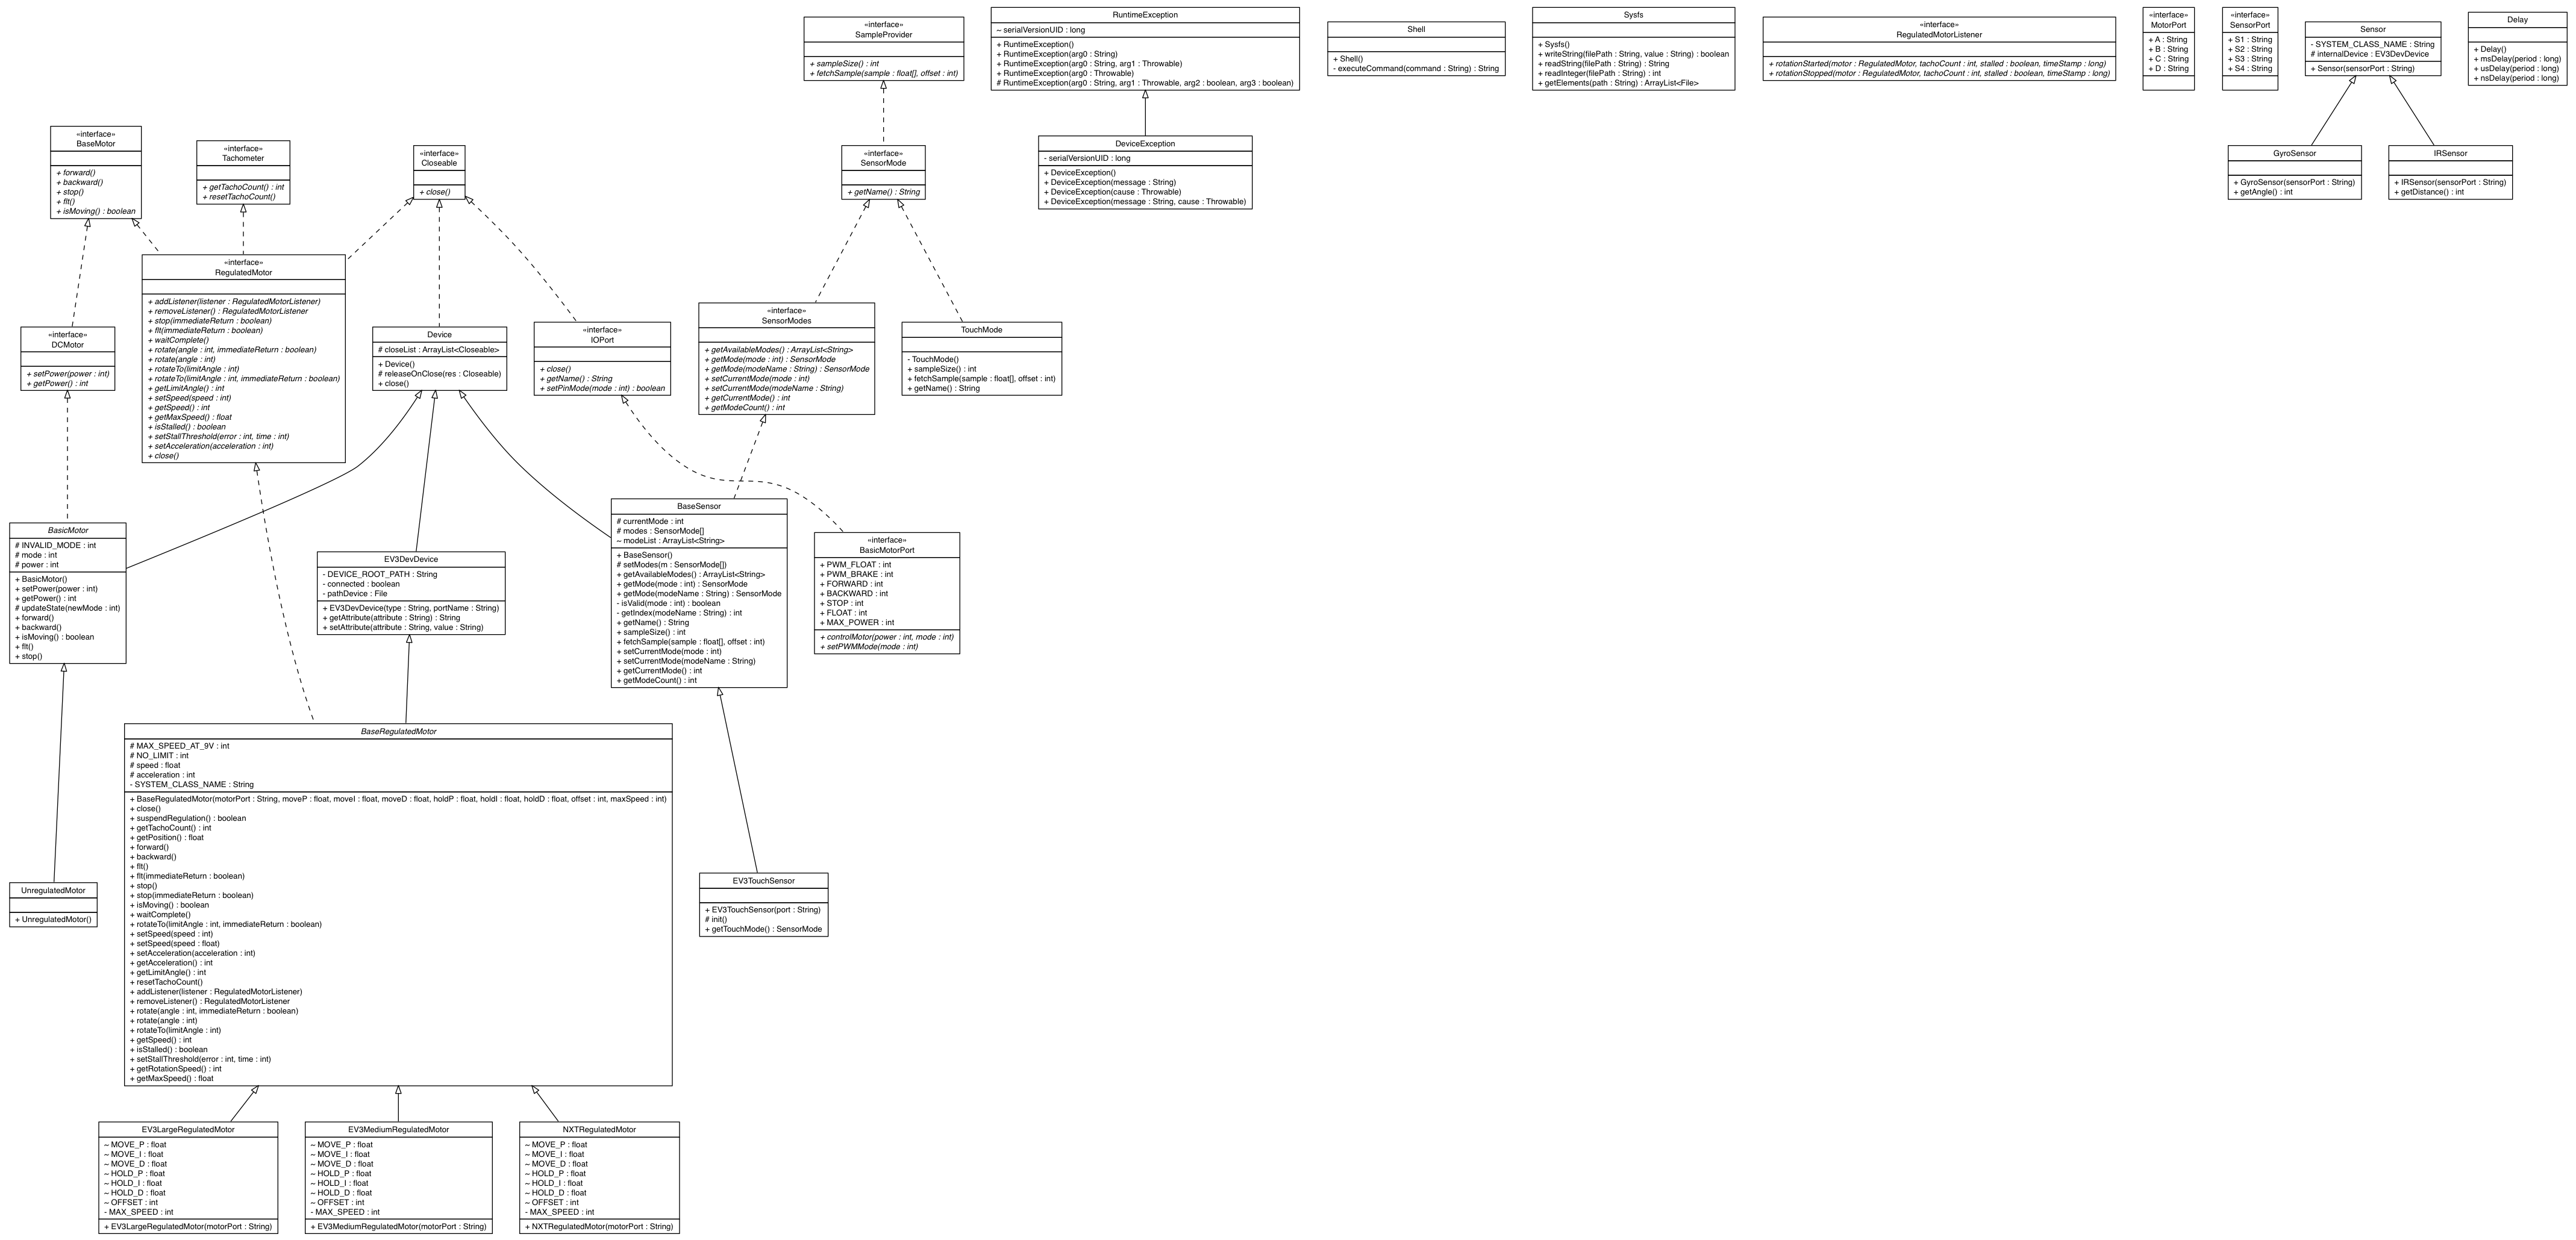 «interface»
SampleProvider
+ sampleSize() : int
+ fetchSample(sample : float[], offset : int)
RuntimeException
~ serialVersionUID : long
+ RuntimeException()
+ RuntimeException(arg0 : String)
+ RuntimeException(arg0 : String, arg1 : Throwable)
+ RuntimeException(arg0 : Throwable)
# RuntimeException(arg0 : String, arg1 : Throwable, arg2 : boolean, arg3 : boolean)
Shell
+ Shell()
- executeCommand(command : String) : String
Sysfs
+ Sysfs()
+ writeString(filePath : String, value : String) : boolean
+ readString(filePath : String) : String
+ readInteger(filePath : String) : int
+ getElements(path : String) : ArrayList<File>
«interface»
RegulatedMotorListener
+ rotationStarted(motor : RegulatedMotor, tachoCount : int, stalled : boolean, timeStamp : long)
+ rotationStopped(motor : RegulatedMotor, tachoCount : int, stalled : boolean, timeStamp : long)
«interface»
MotorPort
+ A : String
+ B : String
+ C : String
+ D : String
«interface»
SensorPort
+ S1 : String
+ S2 : String
+ S3 : String
+ S4 : String
Sensor
- SYSTEM_CLASS_NAME : String
# internalDevice : EV3DevDevice
+ Sensor(sensorPort : String)
Delay
+ Delay()
+ msDelay(period : long)
+ usDelay(period : long)
+ nsDelay(period : long)
«interface»
BaseMotor
+ forward()
+ backward()
+ stop()
+ flt()
+ isMoving() : boolean
«interface»
Tachometer
+ getTachoCount() : int
+ resetTachoCount()
«interface»
Closeable
+ close()
«interface»
SensorMode
+ getName() : String
DeviceException
- serialVersionUID : long
+ DeviceException()
+ DeviceException(message : String)
+ DeviceException(cause : Throwable)
+ DeviceException(message : String, cause : Throwable)
GyroSensor
+ GyroSensor(sensorPort : String)
+ getAngle() : int
IRSensor
+ IRSensor(sensorPort : String)
+ getDistance() : int
«interface»
RegulatedMotor
+ addListener(listener : RegulatedMotorListener)
+ removeListener() : RegulatedMotorListener
+ stop(immediateReturn : boolean)
+ flt(immediateReturn : boolean)
+ waitComplete()
+ rotate(angle : int, immediateReturn : boolean)
+ rotate(angle : int)
+ rotateTo(limitAngle : int)
+ rotateTo(limitAngle : int, immediateReturn : boolean)
+ getLimitAngle() : int
+ setSpeed(speed : int)
+ getSpeed() : int
+ getMaxSpeed() : float
+ isStalled() : boolean
+ setStallThreshold(error : int, time : int)
+ setAcceleration(acceleration : int)
+ close()
«interface»
DCMotor
+ setPower(power : int)
+ getPower() : int
Device
# closeList : ArrayList<Closeable>
+ Device()
# releaseOnClose(res : Closeable)
+ close()
«interface»
IOPort
+ close()
+ getName() : String
+ setPinMode(mode : int) : boolean
«interface»
SensorModes
+ getAvailableModes() : ArrayList<String>
+ getMode(mode : int) : SensorMode
+ getMode(modeName : String) : SensorMode
+ setCurrentMode(mode : int)
+ setCurrentMode(modeName : String)
+ getCurrentMode() : int
+ getModeCount() : int
TouchMode
- TouchMode()
+ sampleSize() : int
+ fetchSample(sample : float[], offset : int)
+ getName() : String
BasicMotor
# INVALID_MODE : int
# mode : int
# power : int
+ BasicMotor()
+ setPower(power : int)
+ getPower() : int
# updateState(newMode : int)
+ forward()
+ backward()
+ isMoving() : boolean
+ flt()
+ stop()
EV3DevDevice
- DEVICE_ROOT_PATH : String
- connected : boolean
- pathDevice : File
+ EV3DevDevice(type : String, portName : String)
+ getAttribute(attribute : String) : String
+ setAttribute(attribute : String, value : String)
BaseSensor
# currentMode : int
# modes : SensorMode[]
~ modeList : ArrayList<String>
+ BaseSensor()
# setModes(m : SensorMode[])
+ getAvailableModes() : ArrayList<String>
+ getMode(mode : int) : SensorMode
+ getMode(modeName : String) : SensorMode
- isValid(mode : int) : boolean
- getIndex(modeName : String) : int
+ getName() : String
+ sampleSize() : int
+ fetchSample(sample : float[], offset : int)
+ setCurrentMode(mode : int)
+ setCurrentMode(modeName : String)
+ getCurrentMode() : int
+ getModeCount() : int
«interface»
BasicMotorPort
+ PWM_FLOAT : int
+ PWM_BRAKE : int
+ FORWARD : int
+ BACKWARD : int
+ STOP : int
+ FLOAT : int
+ MAX_POWER : int
+ controlMotor(power : int, mode : int)
+ setPWMMode(mode : int)
BaseRegulatedMotor
# MAX_SPEED_AT_9V : int
# NO_LIMIT : int
# speed : float
# acceleration : int
- SYSTEM_CLASS_NAME : String
+ BaseRegulatedMotor(motorPort : String, moveP : float, moveI : float, moveD : float, holdP : float, holdI : float, holdD : float, offset : int, maxSpeed : int)
+ close()
+ suspendRegulation() : boolean
+ getTachoCount() : int
+ getPosition() : float
+ forward()
+ backward()
+ flt()
+ flt(immediateReturn : boolean)
+ stop()
+ stop(immediateReturn : boolean)
+ isMoving() : boolean
+ waitComplete()
+ rotateTo(limitAngle : int, immediateReturn : boolean)
+ setSpeed(speed : int)
+ setSpeed(speed : float)
+ setAcceleration(acceleration : int)
+ getAcceleration() : int
+ getLimitAngle() : int
+ resetTachoCount()
+ addListener(listener : RegulatedMotorListener)
+ removeListener() : RegulatedMotorListener
+ rotate(angle : int, immediateReturn : boolean)
+ rotate(angle : int)
+ rotateTo(limitAngle : int)
+ getSpeed() : int
+ isStalled() : boolean
+ setStallThreshold(error : int, time : int)
+ getRotationSpeed() : int
+ getMaxSpeed() : float
UnregulatedMotor
+ UnregulatedMotor()
EV3TouchSensor
+ EV3TouchSensor(port : String)
# init()
+ getTouchMode() : SensorMode
EV3LargeRegulatedMotor
~ MOVE_P : float
~ MOVE_I : float
~ MOVE_D : float
~ HOLD_P : float
~ HOLD_I : float
~ HOLD_D : float
~ OFFSET : int
- MAX_SPEED : int
+ EV3LargeRegulatedMotor(motorPort : String)
EV3MediumRegulatedMotor
~ MOVE_P : float
~ MOVE_I : float
~ MOVE_D : float
~ HOLD_P : float
~ HOLD_I : float
~ HOLD_D : float
~ OFFSET : int
- MAX_SPEED : int
+ EV3MediumRegulatedMotor(motorPort : String)
NXTRegulatedMotor
~ MOVE_P : float
~ MOVE_I : float
~ MOVE_D : float
~ HOLD_P : float
~ HOLD_I : float
~ HOLD_D : float
~ OFFSET : int
- MAX_SPEED : int
+ NXTRegulatedMotor(motorPort : String)